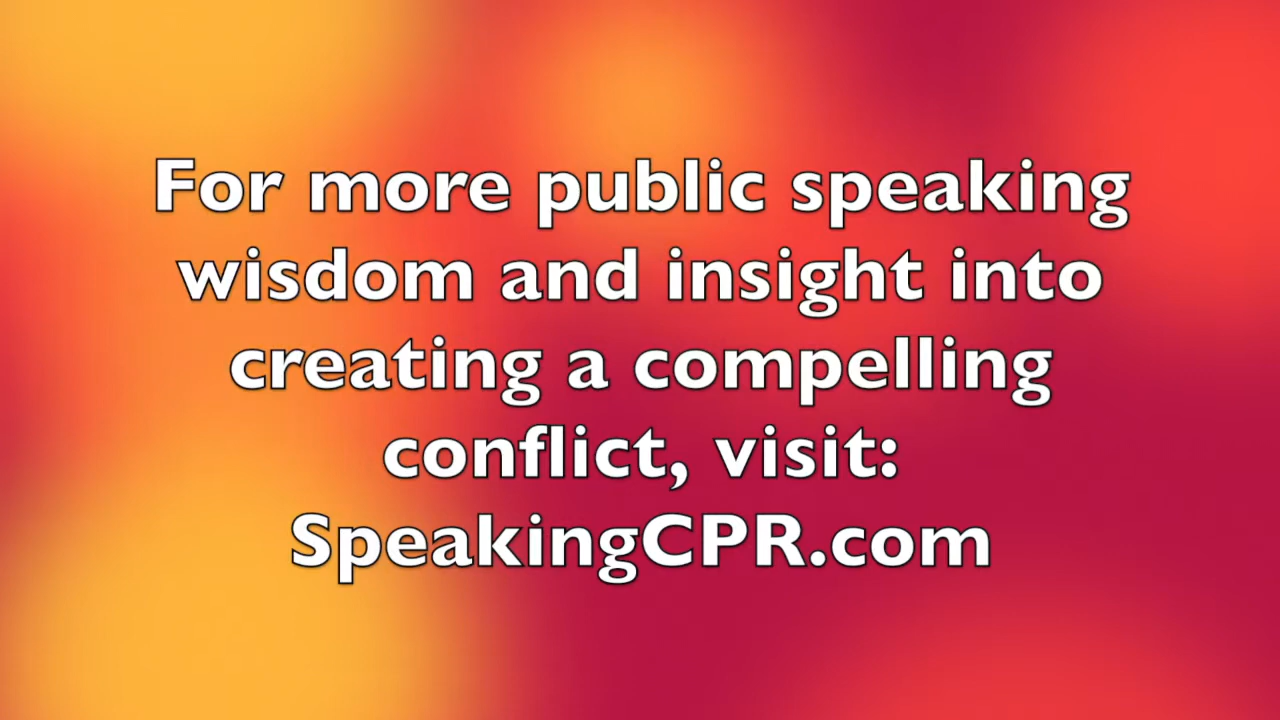 For more public speaking
wisdom and insight into
creating a compelling
conflict, visit:
SpeakingCPR.com